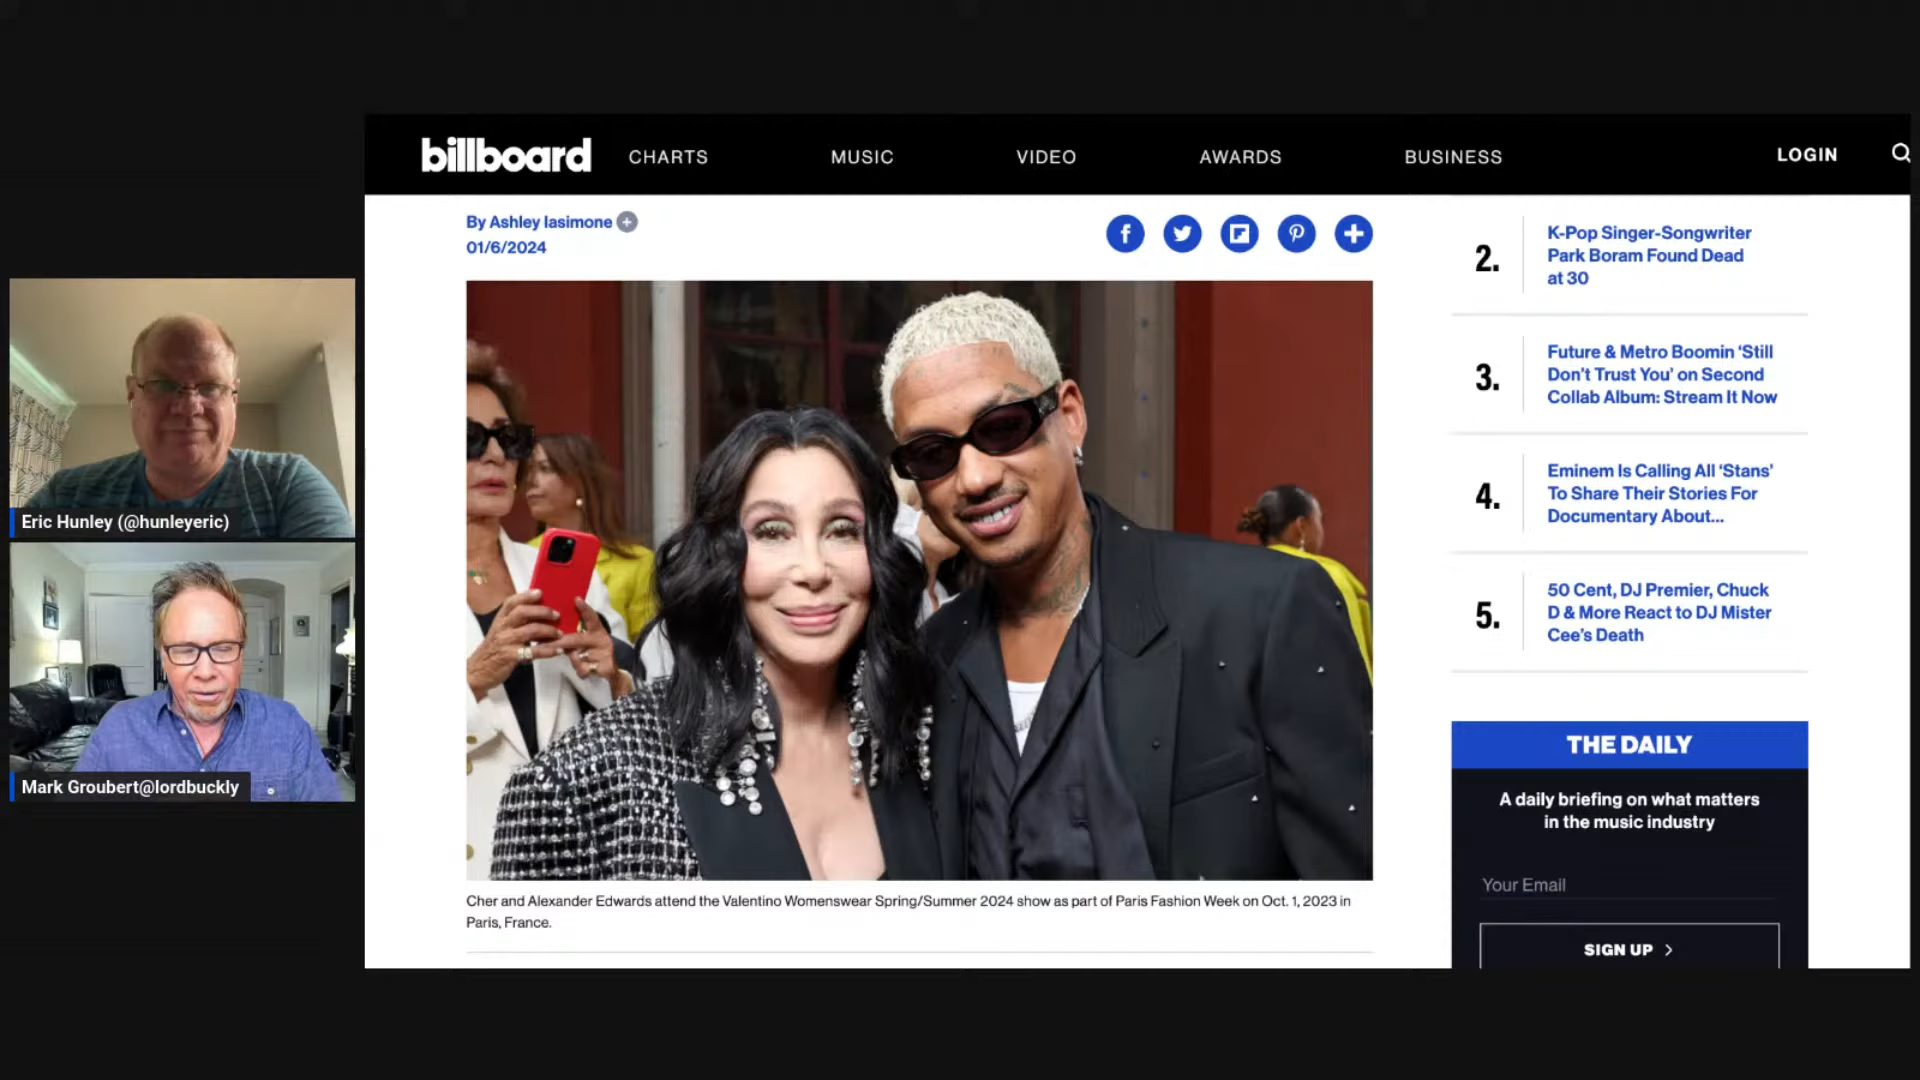 billboard
CHARTS
MUSIC
VIDEO
AWARDS
BUSINESS
LOGIN
By Ashley Iasimone
01/6/2024
Cher and Alexander Edwards attend the Valentino Womenswear Spring/Summer 2024 show as part of Paris Fashion Week on Oct. 1, 2023 in
Paris, France.
2.
K-Pop Singer-Songwriter
Park Boram Found Dead
at 30
3.
Future & Metro Boomin ‘Still
Don’t Trust You’ on Second
Collab Album: Stream It Now
4.
Eminem Is Calling All ‘Stans’
To Share Their Stories For
Documentary About...
5.
50 Cent, DJ Premier, Chuck
D & More React to DJ Mister
Cee’s Death
THE DAILY
A daily briefing on what matters
in the music industry
Your Email
SIGN UP
Eric Hunley (@hunleyeric)
Mark Groubert@lordbuckly